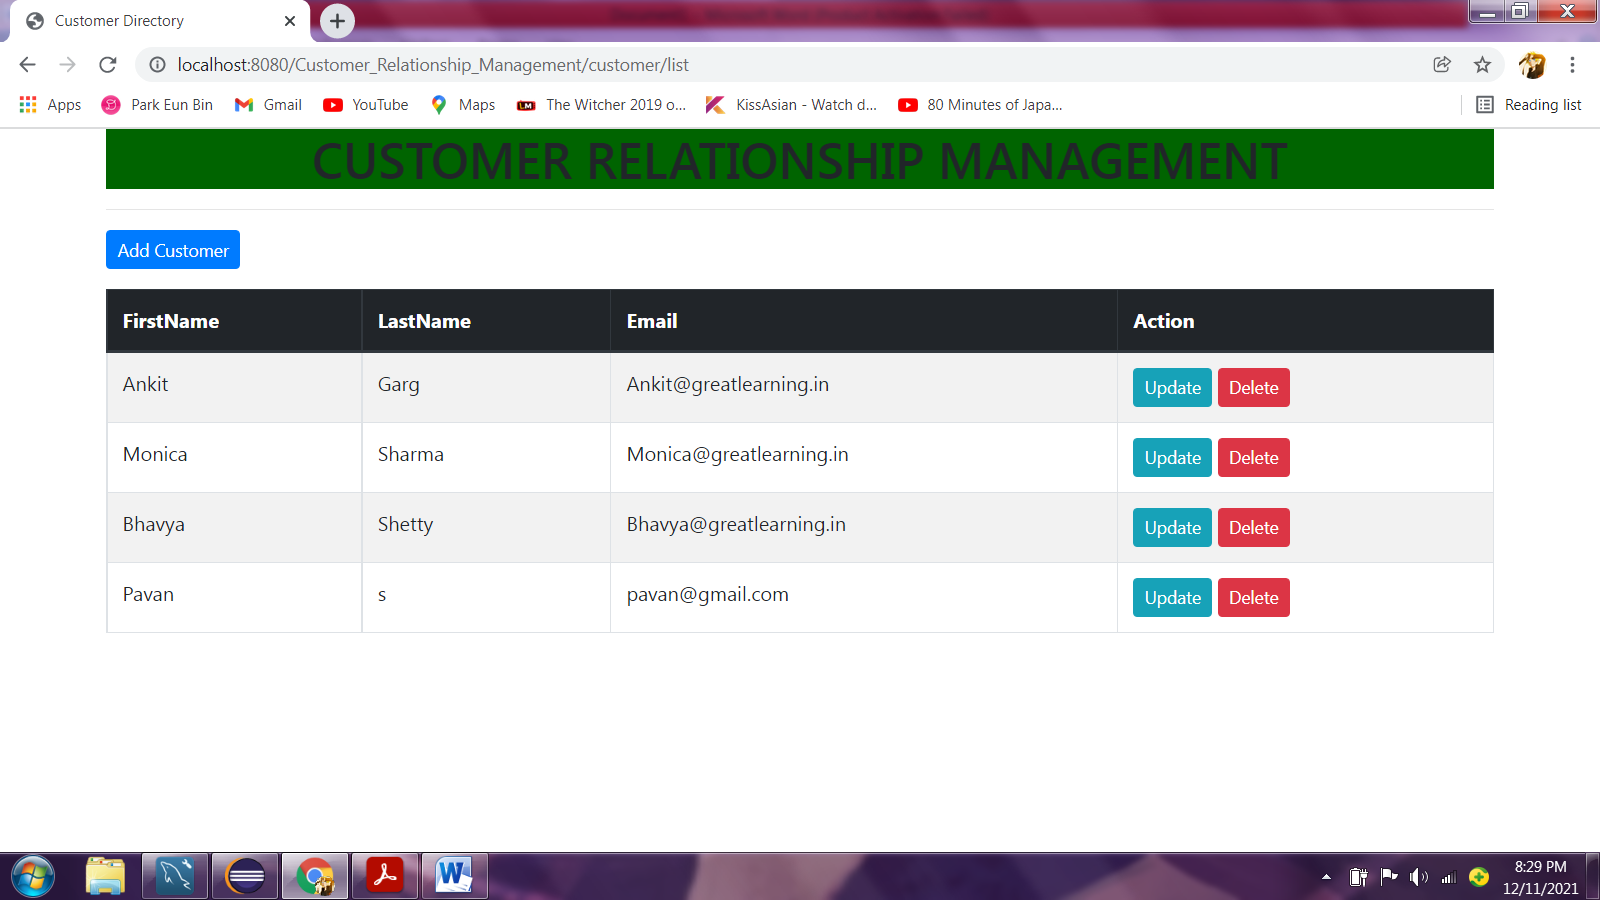 Customer Directory
localhost:8080/Customer_Relationship_Management/customer/list
Apps Park Eun Bin Gmail YouTube Maps The Witcher 2019 o... KissAsian - Watch d... 80 Minutes of Japa... Reading list
CUSTOMER RELATIONSHIP MANAGEMENT
Add Customer
FirstName LastName Email Action
Ankit Garg Ankit@greatlearning.in Update Delete
Monica Sharma Monica@greatlearning.in Update Delete
Bhavya Shetty Bhavya@greatlearning.in Update Delete
Pavan s pavan@gmail.com Update Delete
8:29 PM
12/11/2021